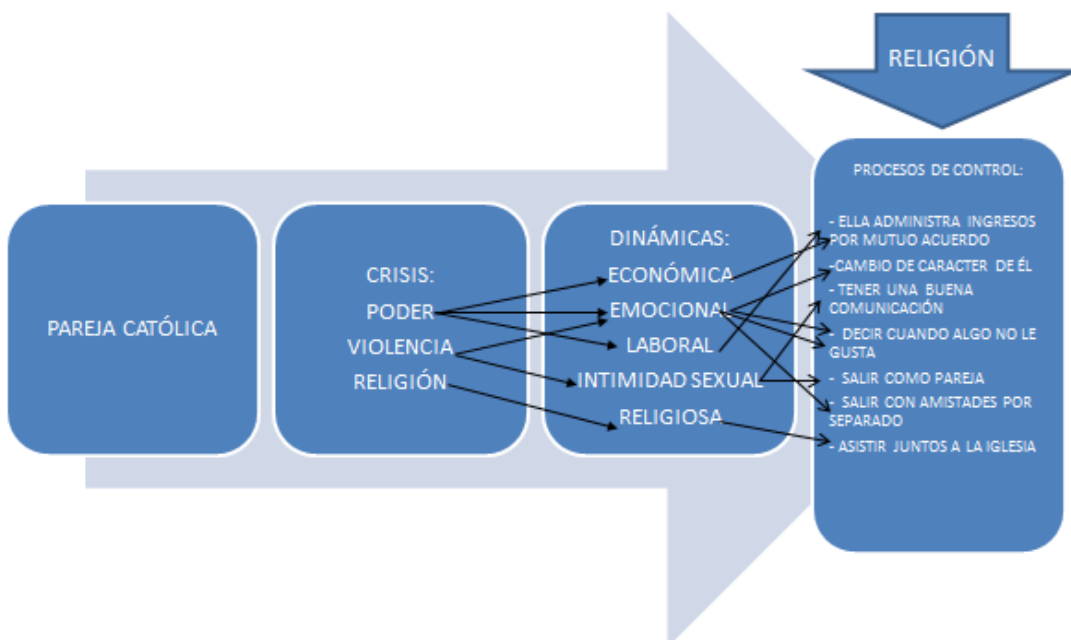 PAREJA CATÓLICA
CRISIS:
PODER
VIOLENCIA
RELIGIÓN
DINÁMICAS:
ECONÓMICA
EMOCIONAL
LABORAL
INTIMIDAD SEXUAL
RELIGIOSA
RELIGIÓN
PROCESOS DE CONTROL:
- ELLA ADMINISTRA INGRESOS
POR MUTUO ACUERDO
-CAMBIO DE CARACTER DE ÉL
- TENER UNA BUENA
COMUNICACIÓN
- DECIR CUANDO ALGO NO LE
GUSTA
- SALIR COMO PAREJA
- SALIR CON AMISTADES POR
SEPARADO
- ASISTIR JUNTOS A LA IGLESIA